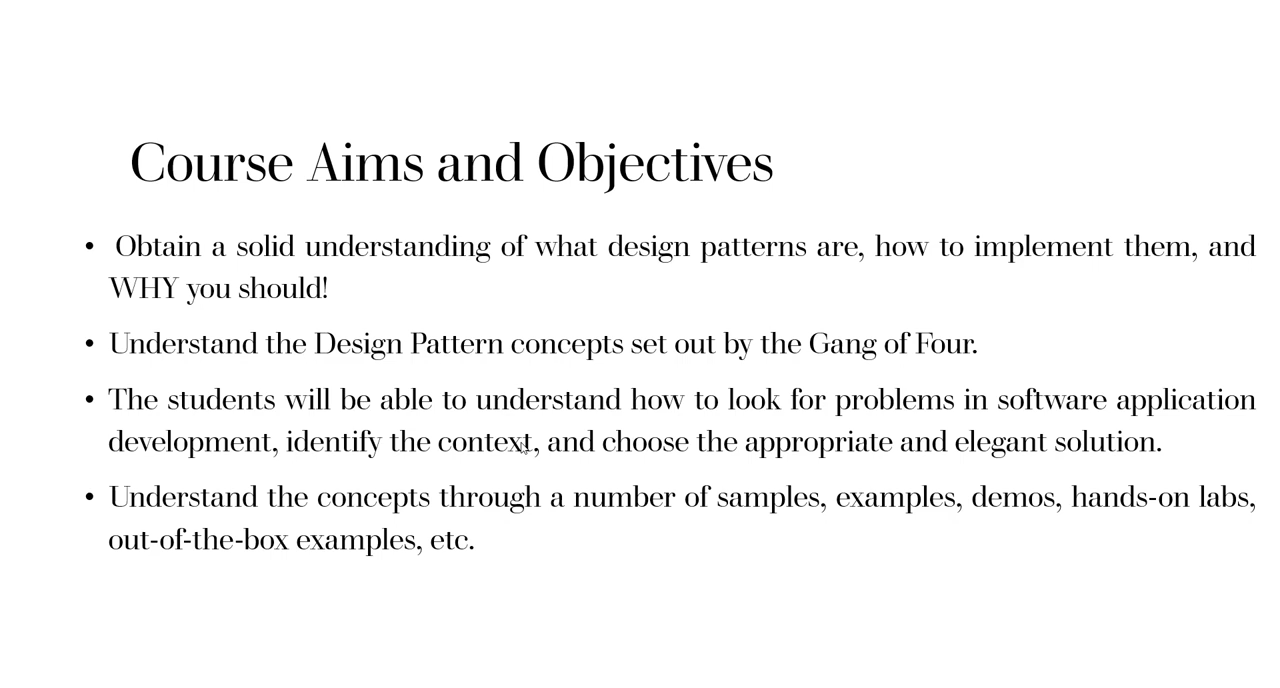 Course Aims and Objectives
• Obtain a solid understanding of what design patterns are, how to implement them, and
WHY you should!
• Understand the Design Pattern concepts set out by the Gang of Four.
• The students will be able to understand how to look for problems in software application
development, identify the context, and choose the appropriate and elegant solution.
• Understand the concepts through a number of samples, examples, demos, hands-on labs,
out-of-the-box examples, etc.